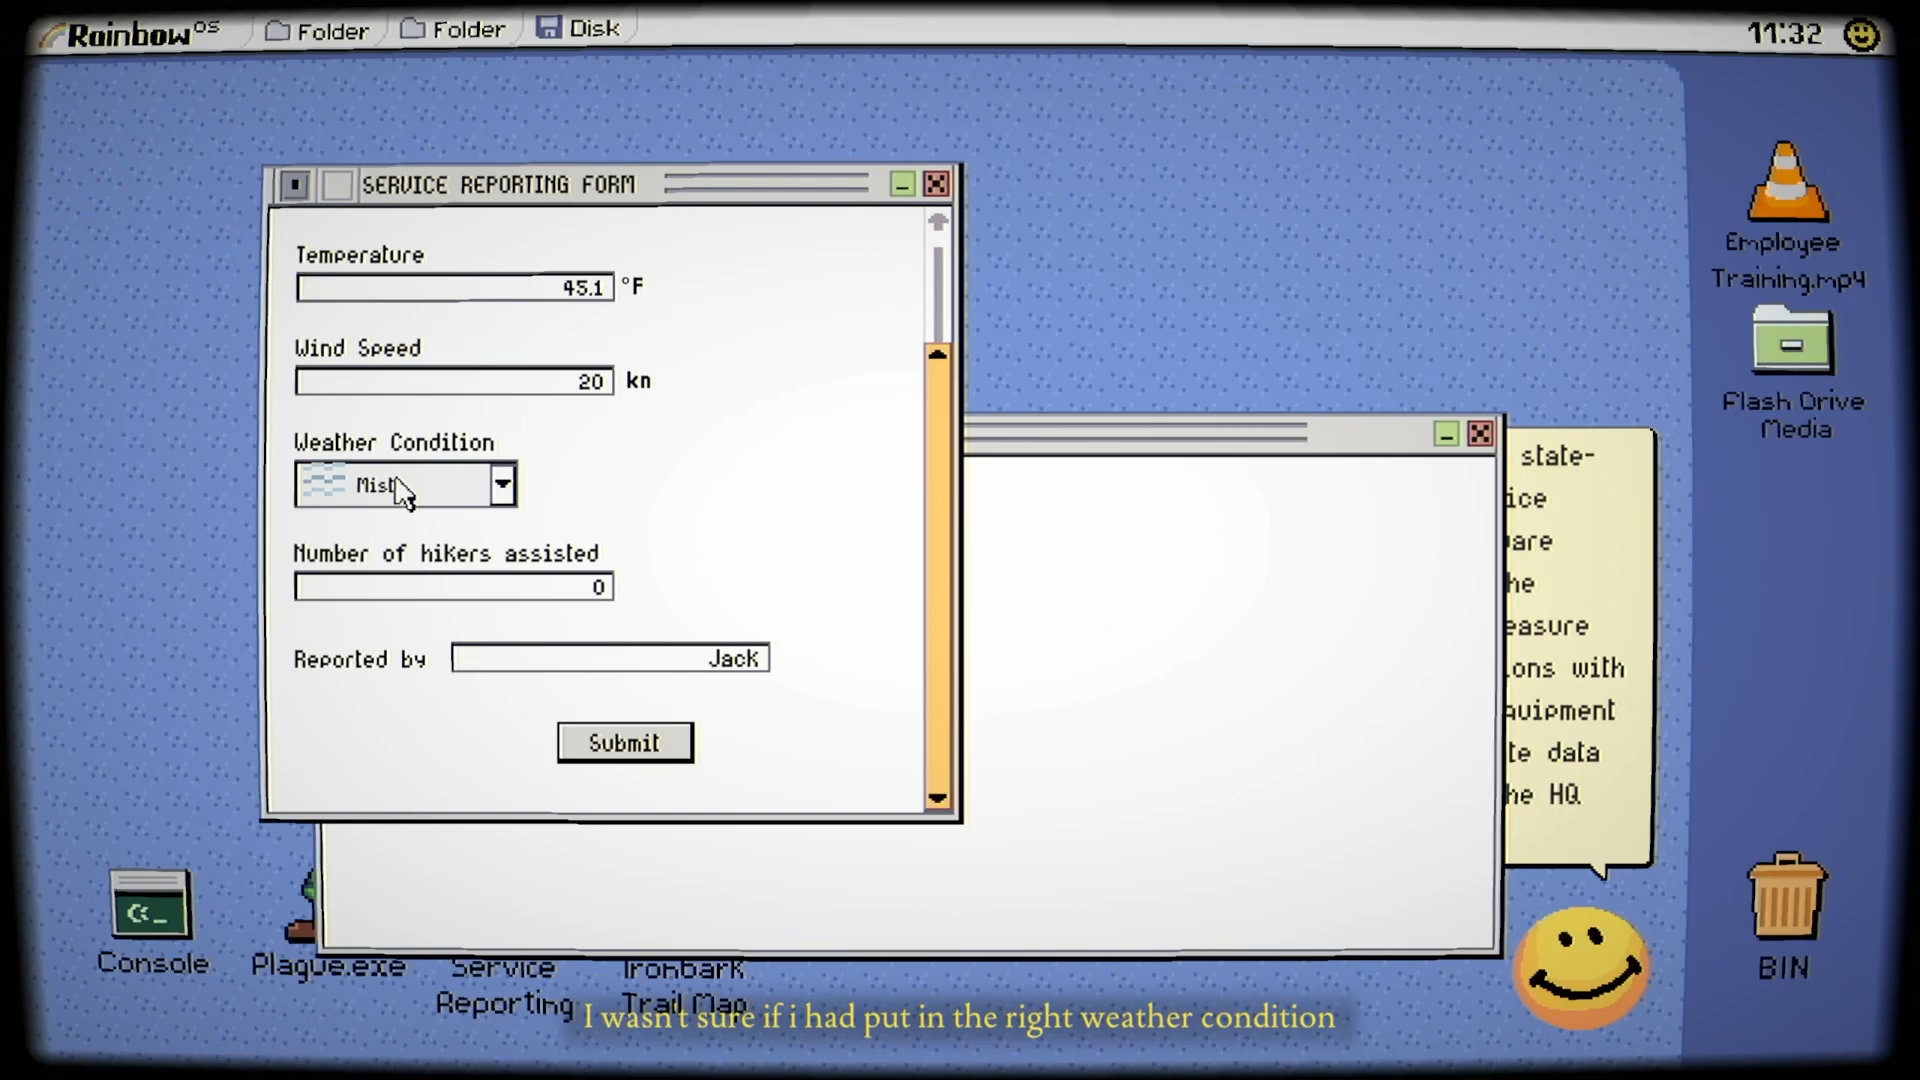 Rainbow OS
Folder
Folder
Disk
11:32
SERVICE REPORTING FORM
Temperature
45.1 °F
Wind Speed
20 kn
Weather Condition
Mist
Number of hikers assisted
0
Reported by Jack
Submit
state-
ice
he
easure
ons with
quipment
te data
he HQ
Employee
Training.mp4
Flash Drive
Media
BIN
Console
Plague.exe
Service
Reporting
Ironbark
Trail Map
I wasn't sure if i had put in the right weather condition